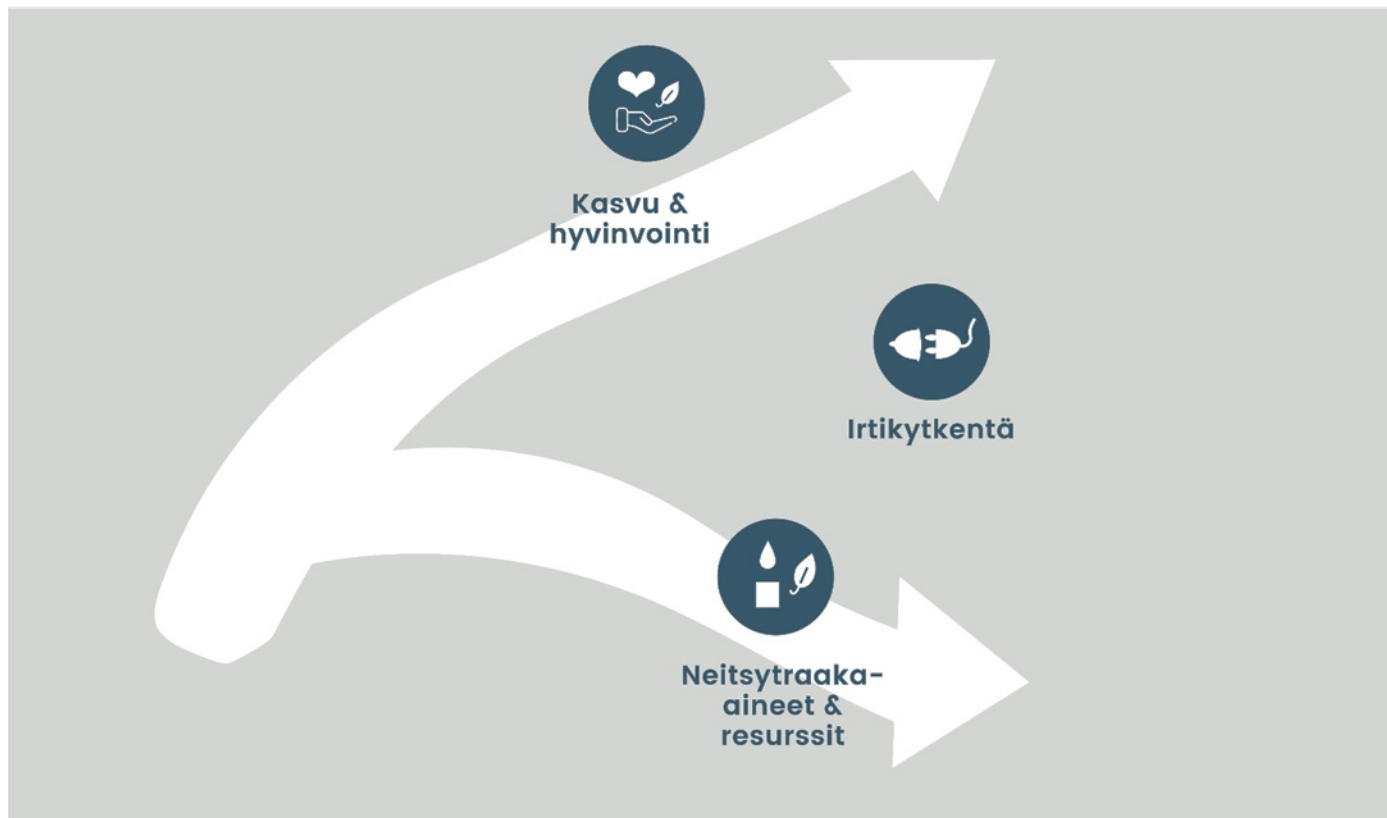 Kasvu &
hyvinvointi
Irtikytkentä
Neitsytraaka-
aineet &
resurssit